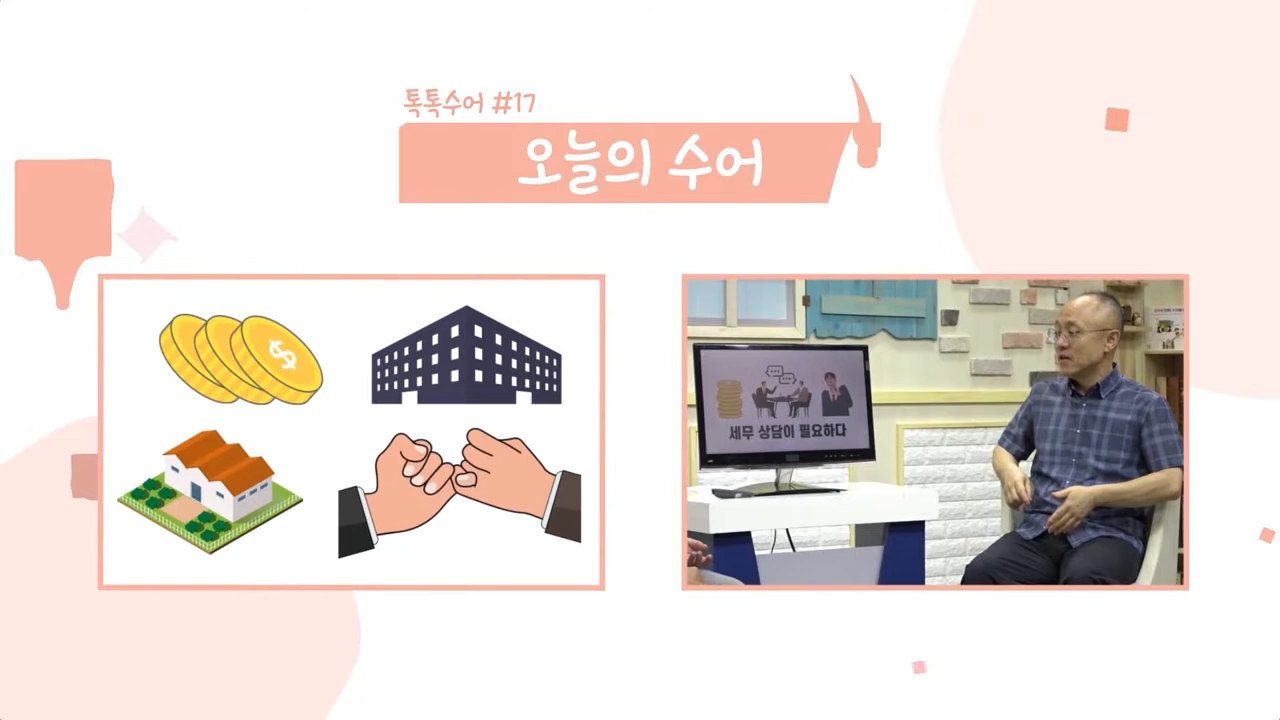 톡톡수어 #17
오늘의 수어
세무 상담이 필요하다